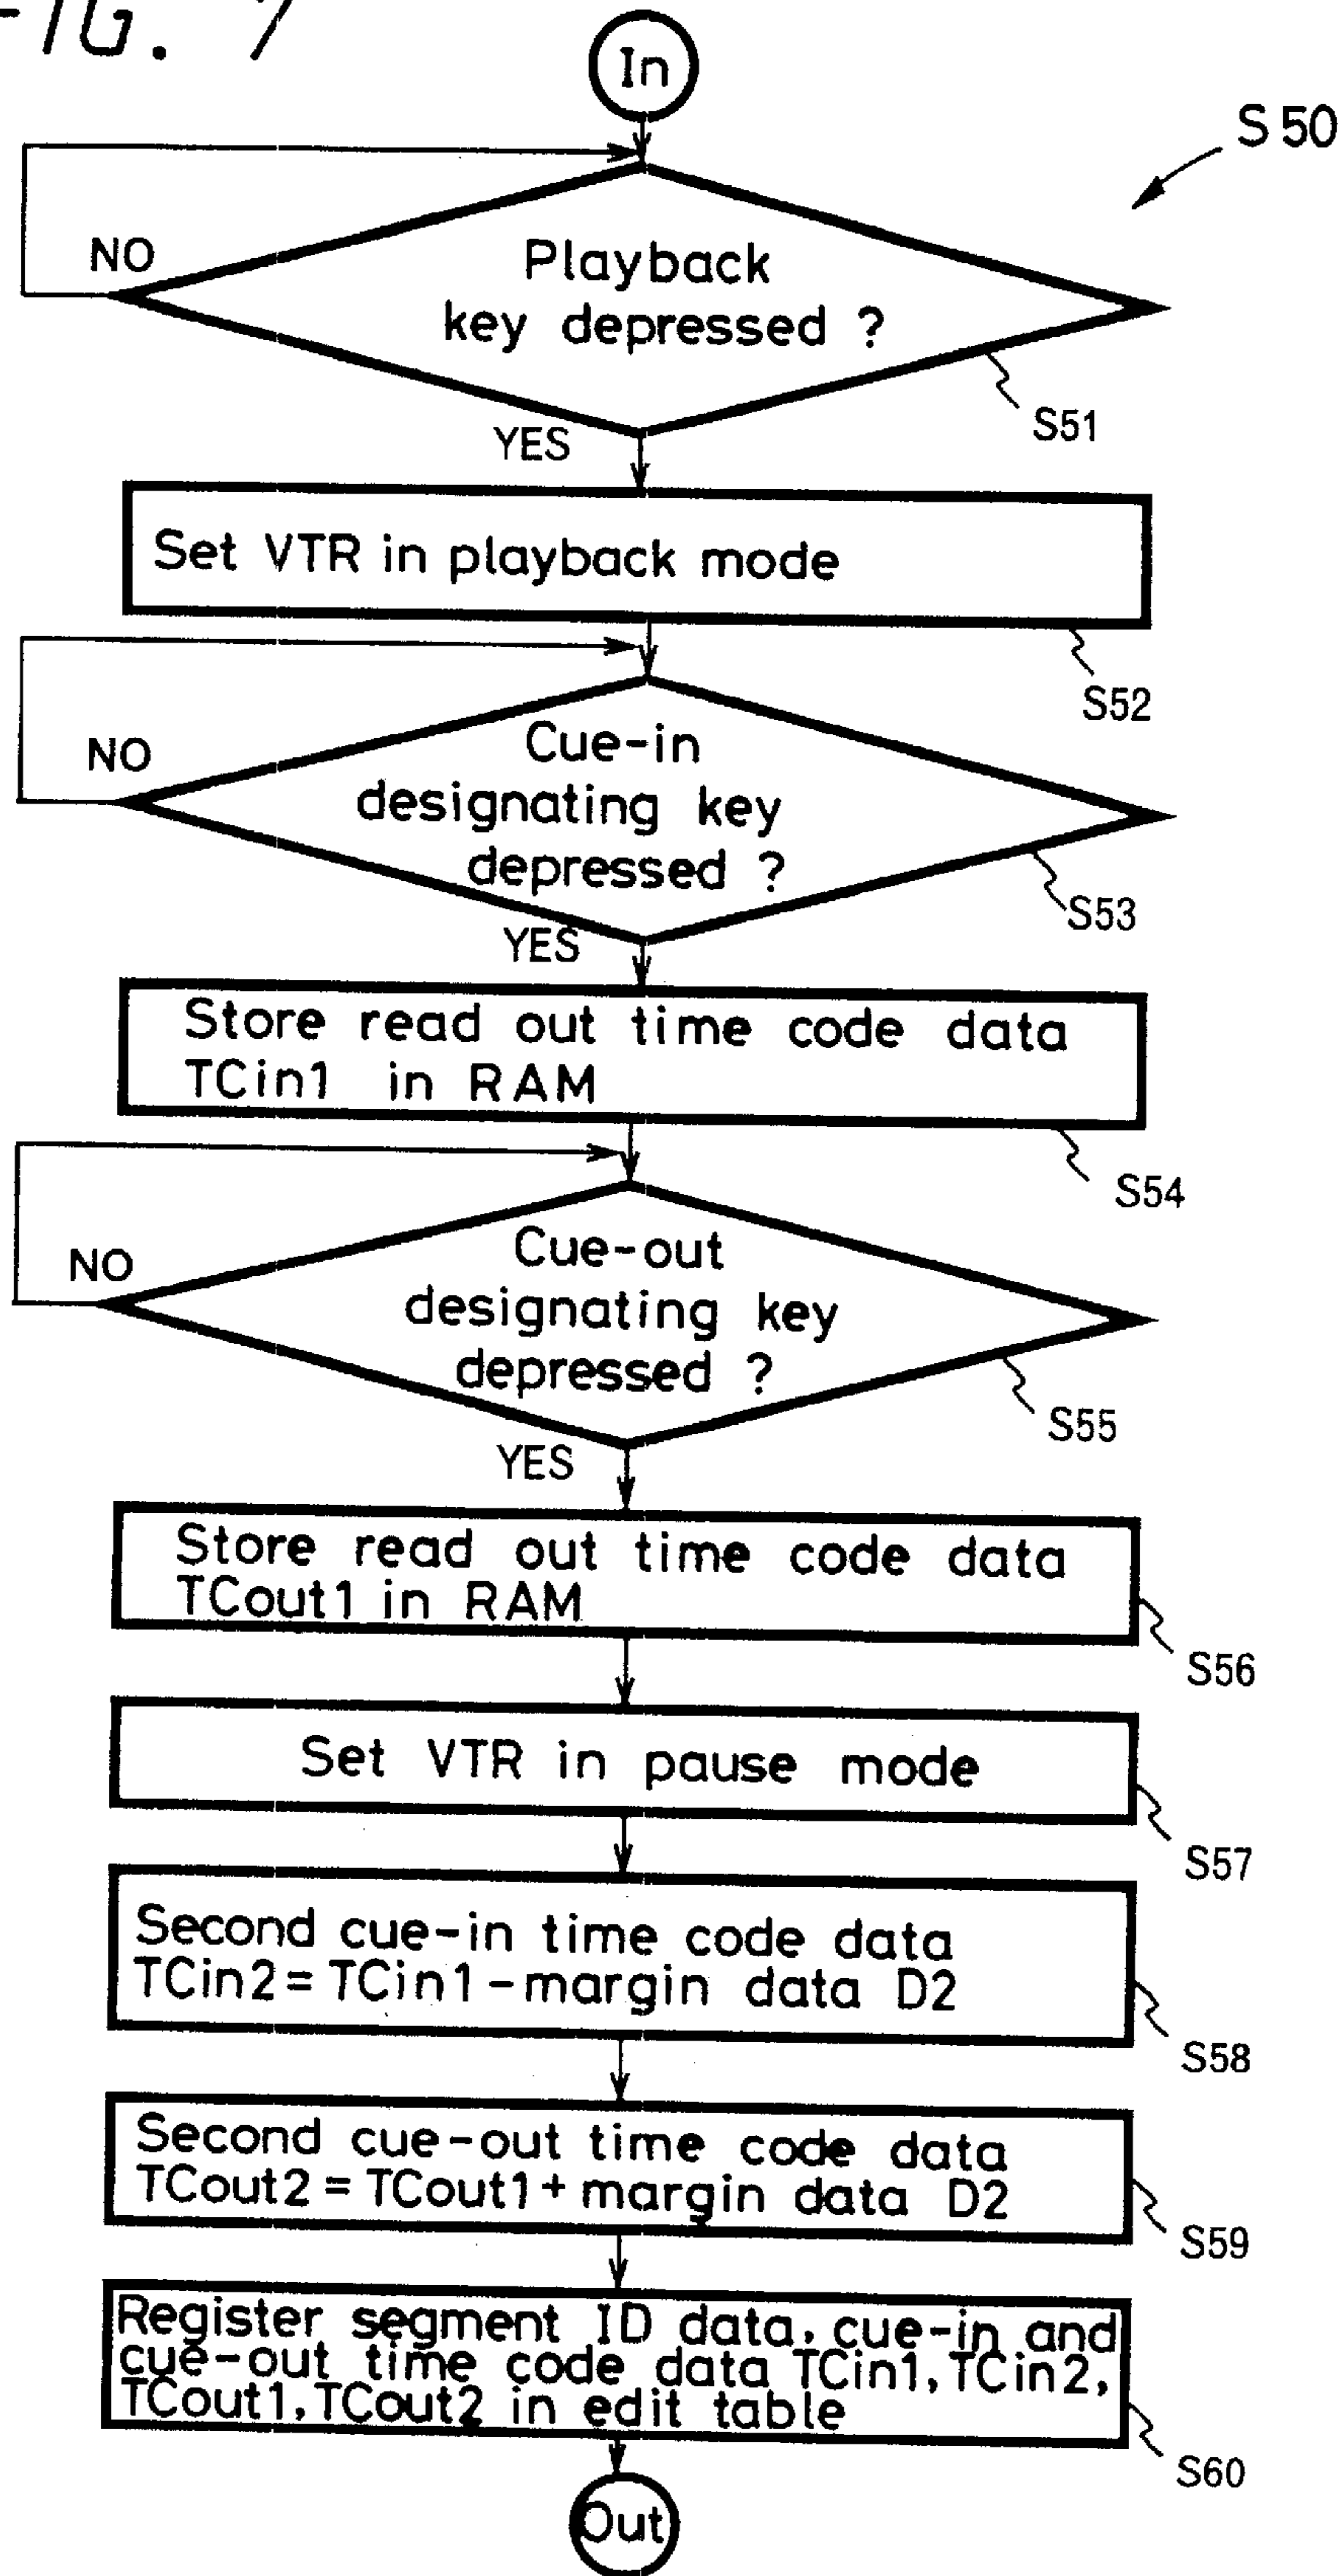 FIG. 7
In
S50
NO
Playback
key depressed ?
S51
YES
Set VTR in playback mode
S52
NO
Cue-in
designating key
depressed ?
S53
YES
Store read out time code data
TCin1 in RAM
S54
NO
Cue-out
designating key
depressed ?
S55
YES
Store read out time code data
TCout1 in RAM
S56
Set VTR in pause mode
S57
Second cue-in time code data
TCin2 = TCin1 - margin data D2
S58
Second cue-out time code data
TCout2 = TCout1 + margin data D2
S59
Register segment ID data, cue-in and
cue-out time code data TCin1, TCin2,
TCout1, TCout2 in edit table
S60
Out